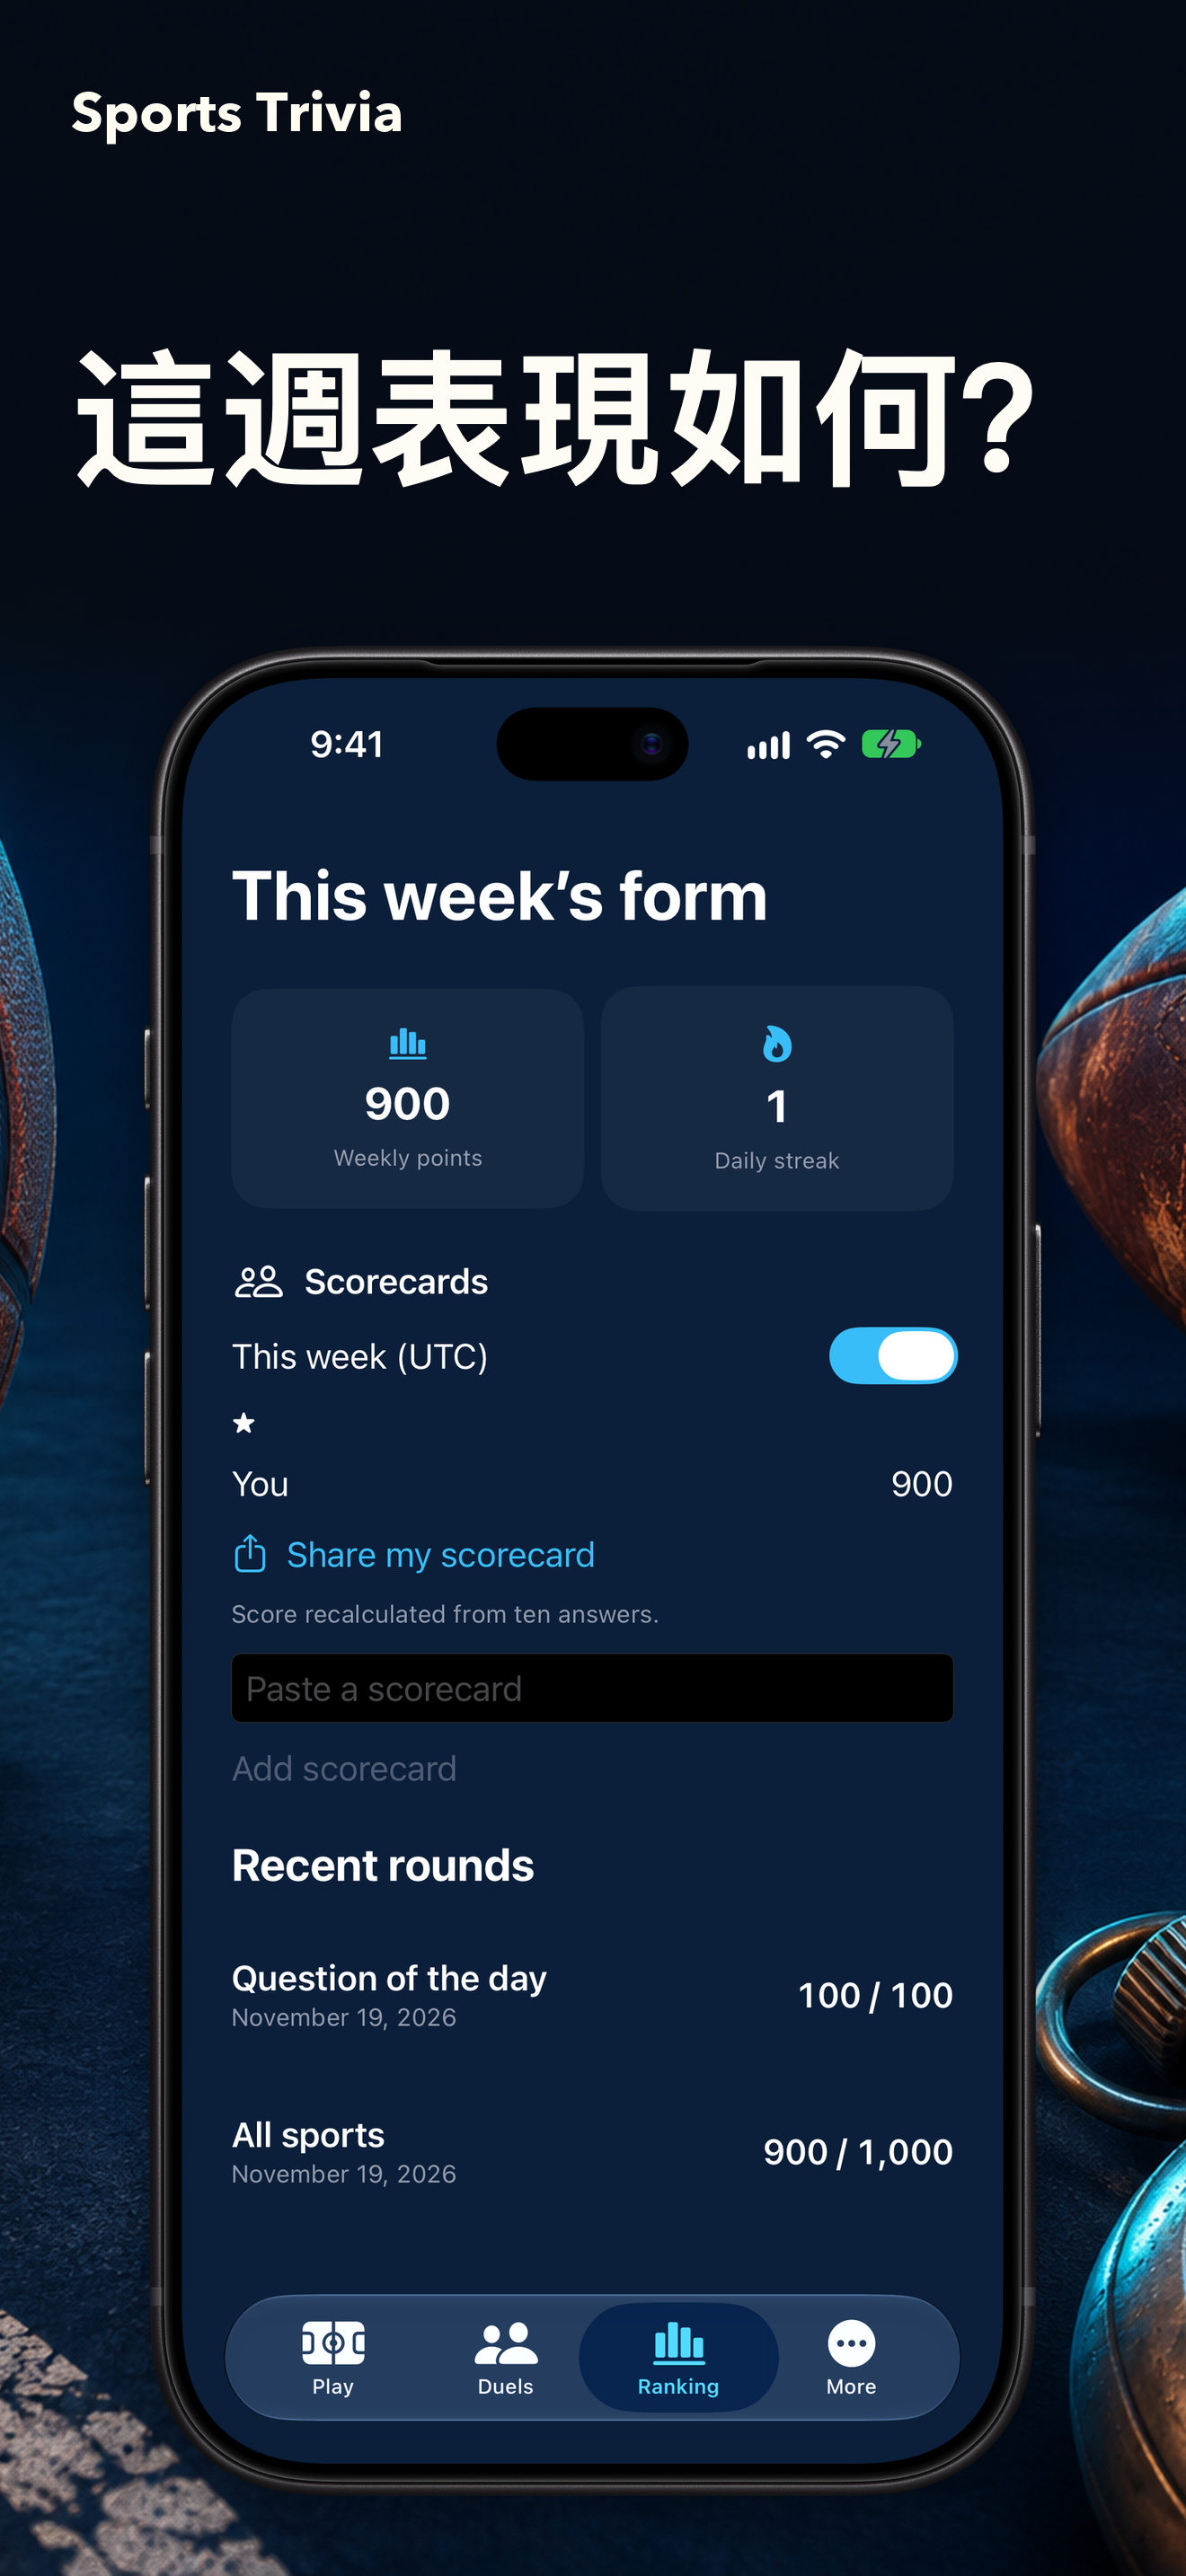 Sports Trivia
這週表現如何?
9:41
This week’s form
900
Weekly points
1
Daily streak
Scorecards
This week (UTC)
You 900
Share my scorecard
Score recalculated from ten answers.
Paste a scorecard
Add scorecard
Recent rounds
Question of the day
November 19, 2026
100 / 100
All sports
November 19, 2026
900 / 1,000
Play
Duels
Ranking
More